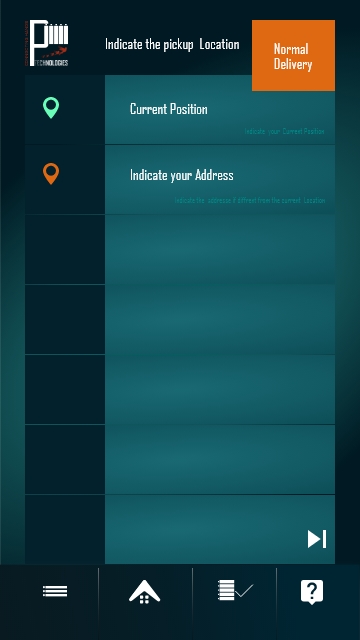 TECHNOLOGIES
Indicate the pickup Location
Normal
Delivery
Current Position
Indicate your Current Position
Indicate your Address
Indicate the addresse if different from the current Location
?